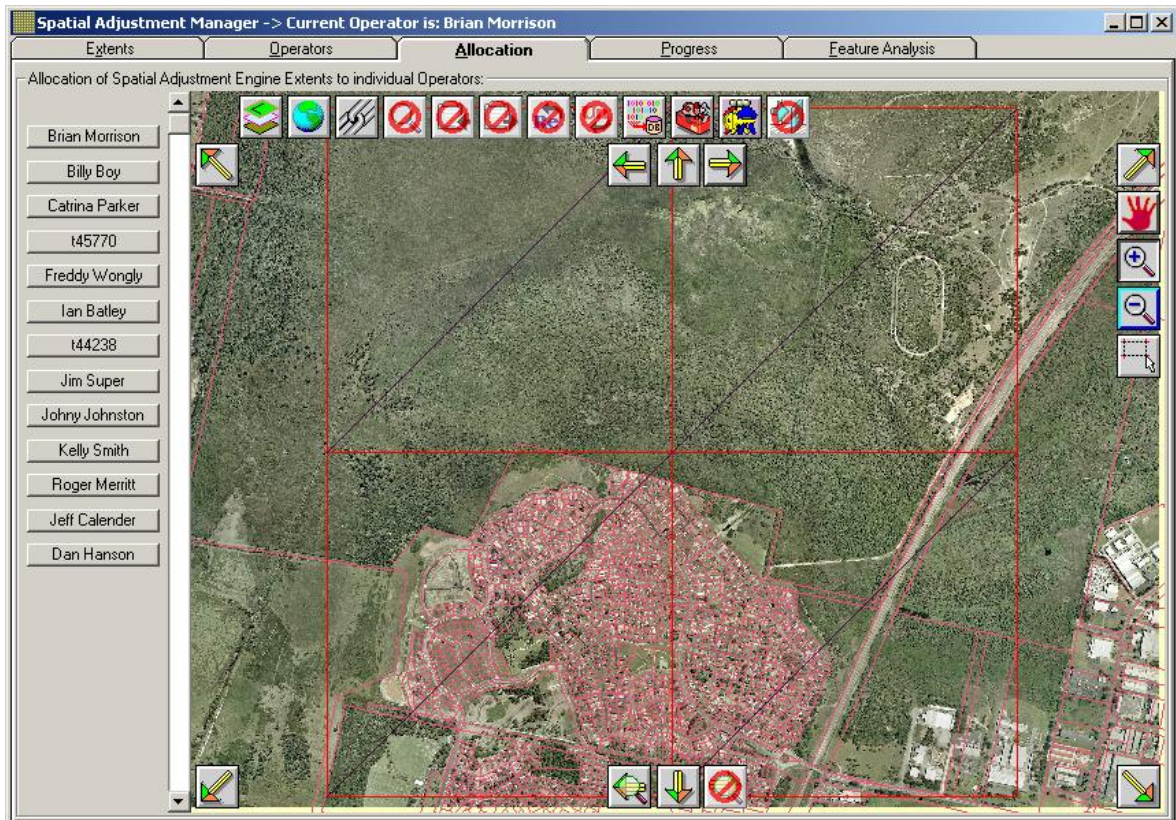 Spatial Adjustment Manager -> Current Operator is: Brian Morrison
Extents
Operators
Allocation
Progress
Feature Analysis
Allocation of Spatial Adjustment Engine Extents to individual Operators:
Brian Morrison
Billy Boy
Catrina Parker
t45770
Freddy Wongly
Ian Batley
t44238
Jim Super
Johny Johnston
Kelly Smith
Roger Merritt
Jeff Calender
Dan Hanson
DB